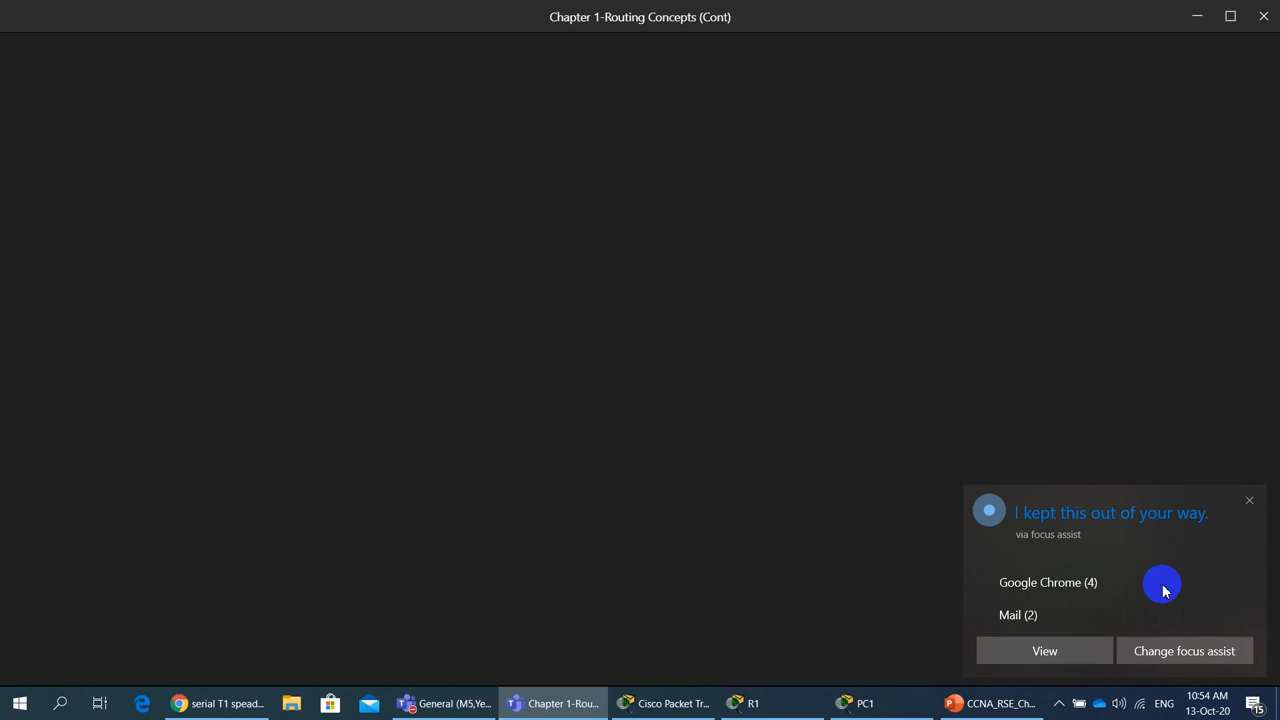 Chapter 1-Routing Concepts (Cont)
I kept this out of your way.
via focus assist
Google Chrome (4)
Mail (2)
View
Change focus assist
serial T1 spead...
General (M5,Ye...
Chapter 1-Rou...
Cisco Packet Tr...
R1
PC1
CCNA_RSE_Ch...
ENG
10:54 AM
13-Oct-20
15